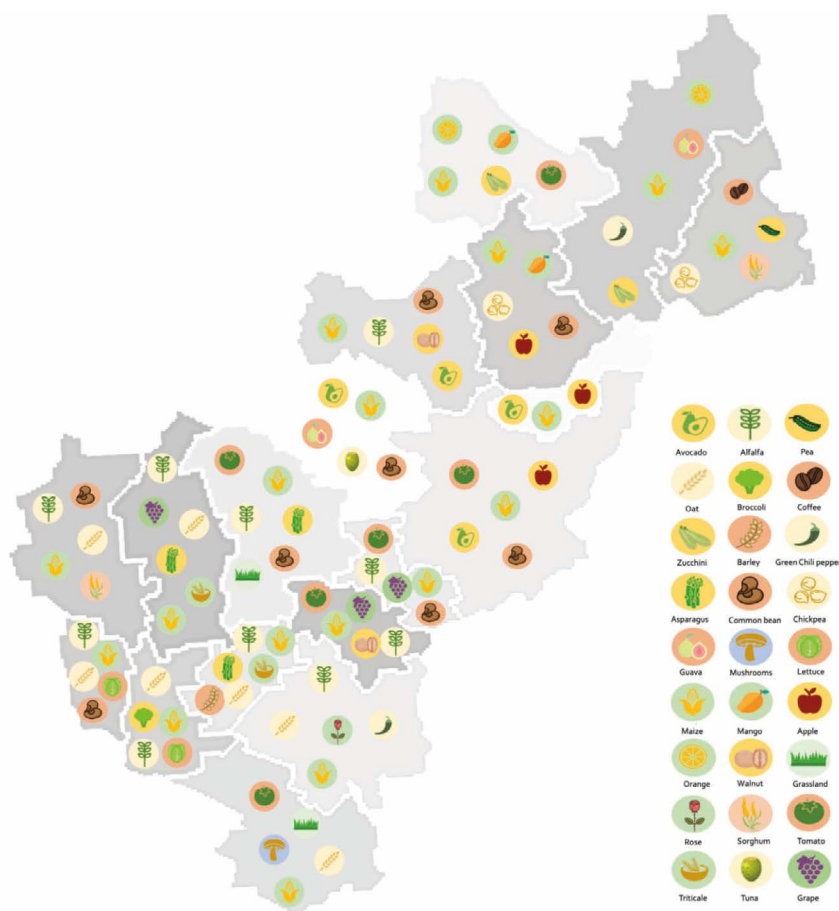 Avocado Alfalfa Pea
Oat Broccoli Coffee
Zucchini Barley Green Chili pepper
Asparagus Common bean Chickpea
Guava Mushrooms Lettuce
Maize Mango Apple
Orange Walnut Grassland
Rose Sorghum Tomato
Triticale Tuna Grape